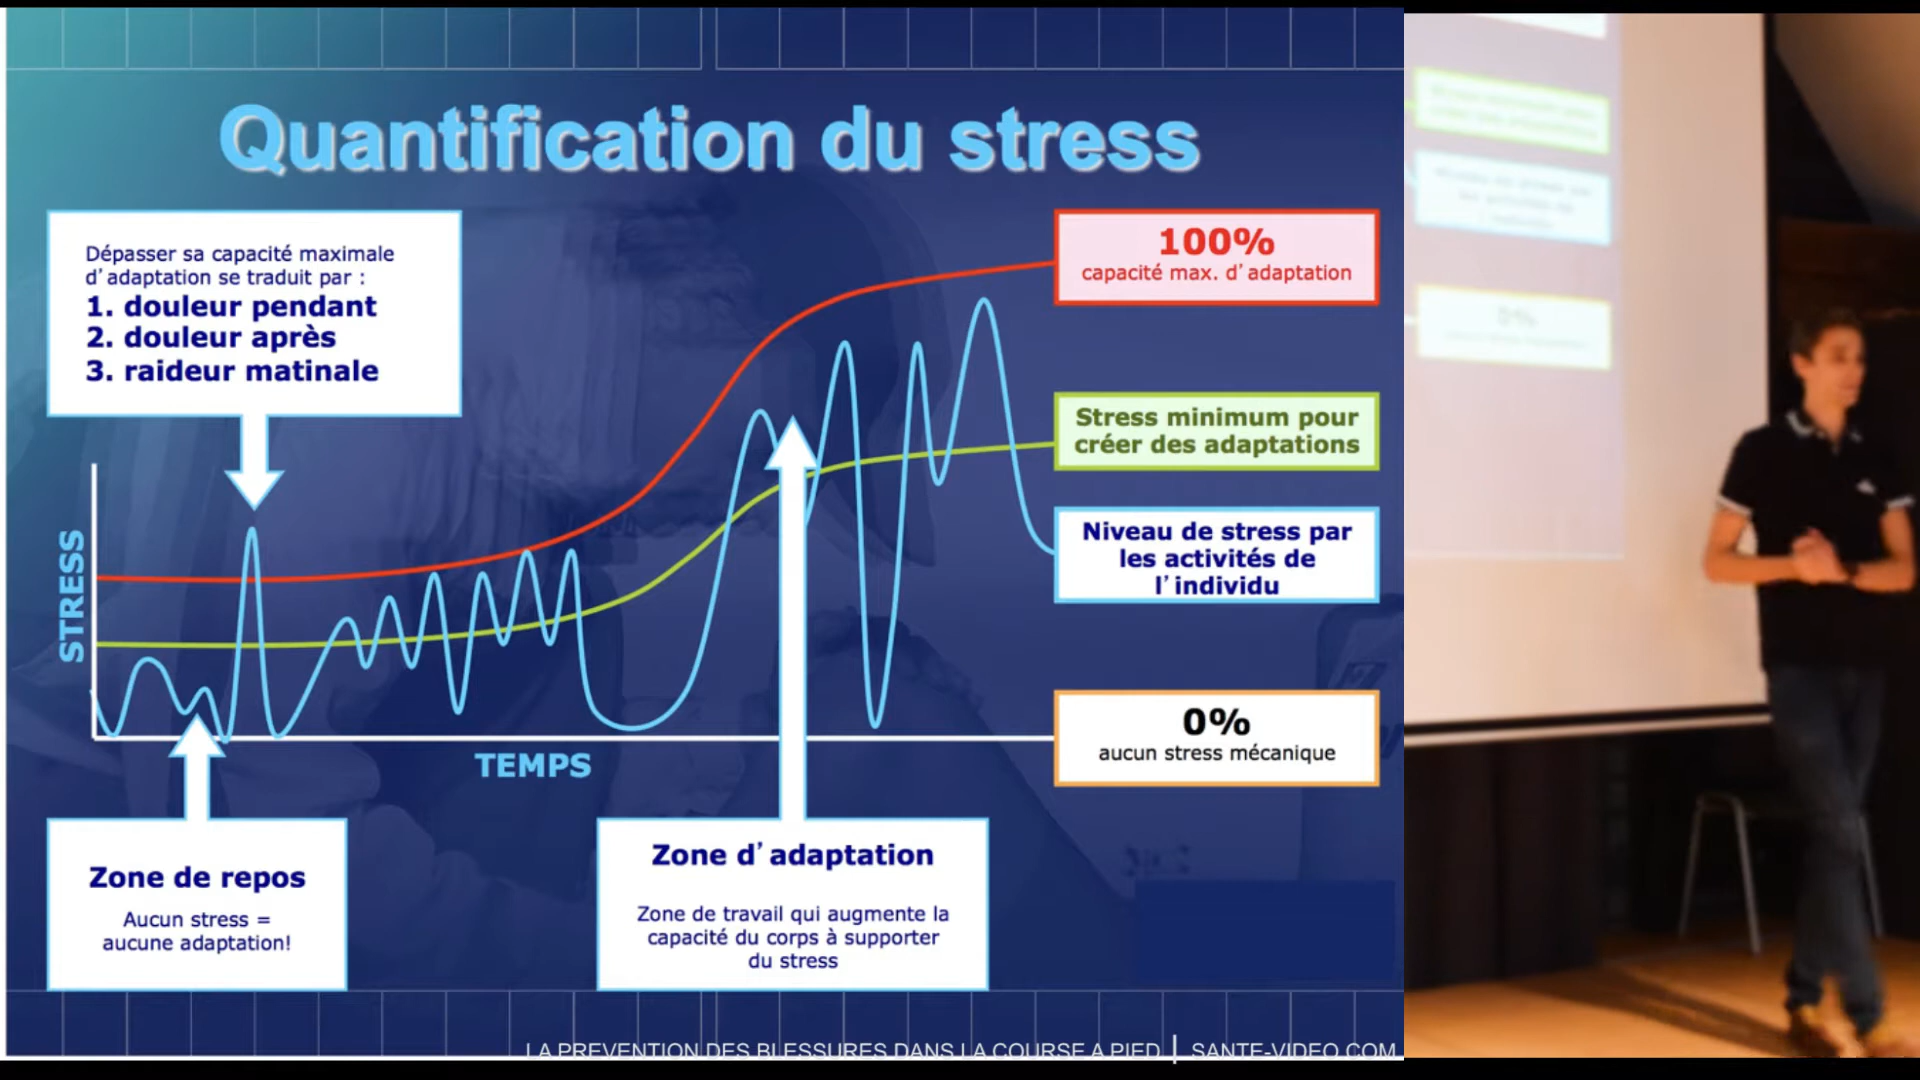 Quantification du stress
Dépasser sa capacité maximale
d'adaptation se traduit par :
1. douleur pendant
2. douleur après
3. raideur matinale
100%
capacité max. d'adaptation
Stress minimum pour
créer des adaptations
Niveau de stress par
les activités de
l'individu
0%
aucun stress mécanique
STRESS
TEMPS
Zone de repos
Aucun stress =
aucune adaptation!
Zone d'adaptation
Zone de travail qui augmente la
capacité du corps à supporter
du stress
LA PREVENTION DES BLESSURES DANS LA COURSE A PIED | SANTE-VIDEO.COM
0%